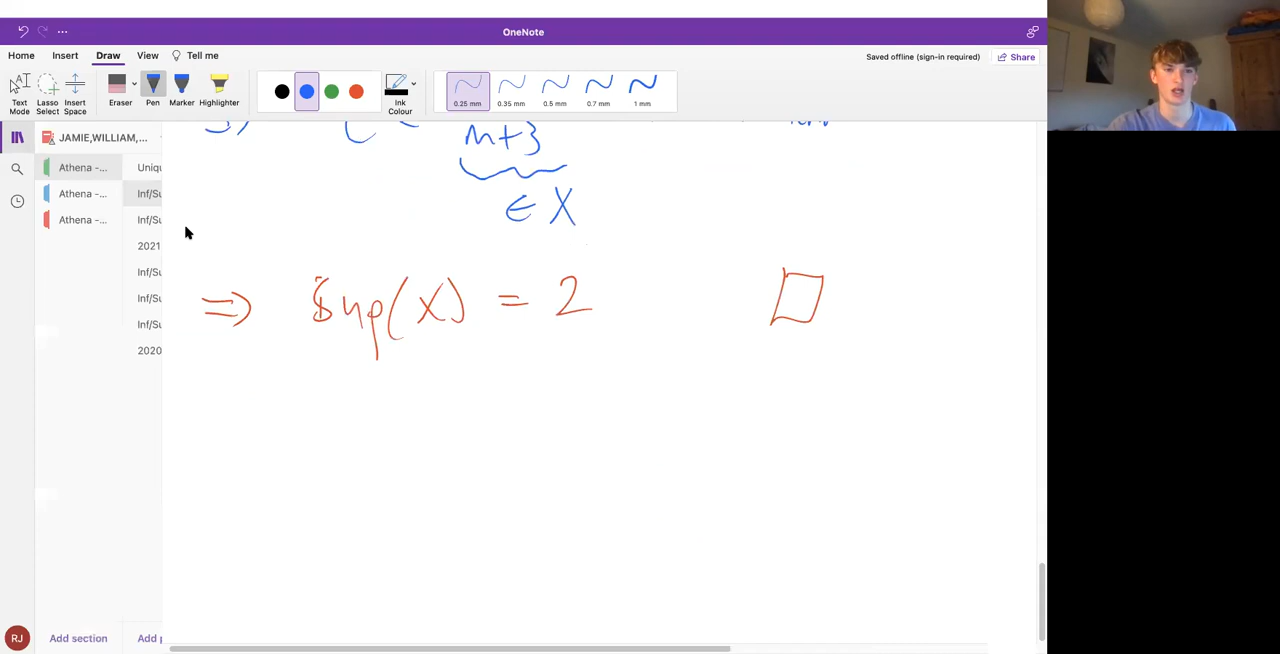 OneNote
Home Insert Draw View Tell me
Saved offline (sign-in required) Share
Text Mode Lasso Select Insert Space Eraser Pen Marker Highlighter Ink Colour 0.25 mm 0.35 mm 0.5 mm 0.7 mm 1 mm
JAMIE,WILLIAM,...
Athena -... Uniqu
Athena -... Inf/Su
Athena -... Inf/Su
2021
Inf/Su
Inf/Su
Inf/Su
2020
m+3
∈ X
⇒ Sup(X) = 2 □
RJ Add section Add p